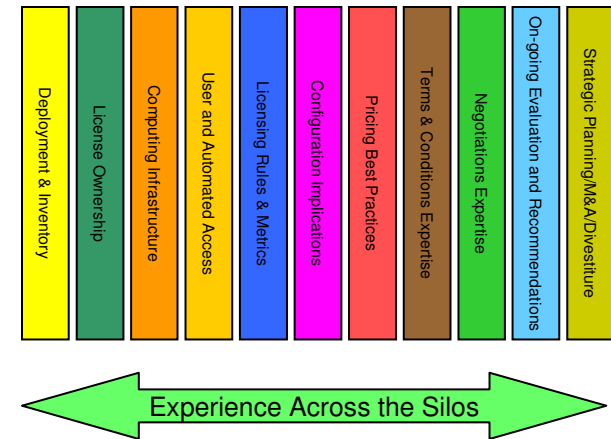 Deployment & Inventory
License Ownership
Computing Infrastructure
User and Automated Access
Licensing Rules & Metrics
Configuration Implications
Pricing Best Practices
Terms & Conditions Expertise
Negotiations Expertise
On-going Evaluation and Recommendations
Strategic Planning/M&A/Divestiture
Experience Across the Silos